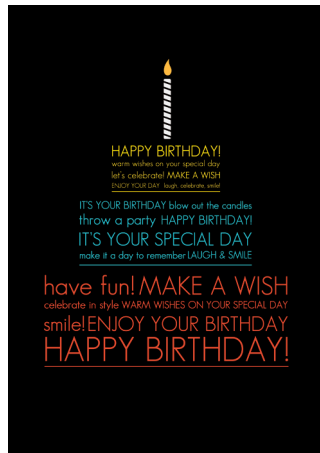 HAPPY BIRTHDAY!
warm wishes on your special day
let's celebrate! MAKE A WISH
ENJOY YOUR DAY laugh, celebrate, smile!
IT'S YOUR BIRTHDAY blow out the candles
throw a party HAPPY BIRTHDAY!
IT'S YOUR SPECIAL DAY
make it a day to remember LAUGH & SMILE
have fun! MAKE A WISH
celebrate in style WARM WISHES ON YOUR SPECIAL DAY
smile! ENJOY YOUR BIRTHDAY
HAPPY BIRTHDAY!